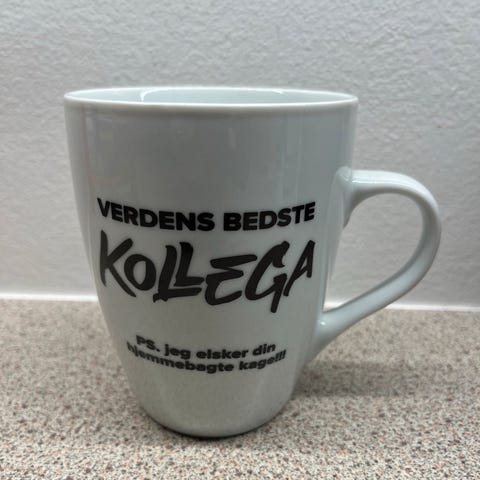 VERDENS BEDSTE
KOLLEGA
PS. jeg elsker din
hjemmebagte kage!!!